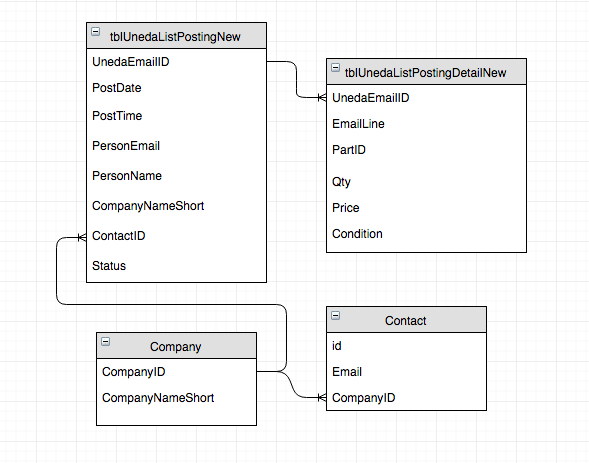 tblUnedaListPostingNew
UnedaEmailID
PostDate
PostTime
PersonEmail
PersonName
CompanyNameShort
ContactID
Status
tblUnedaListPostingDetailNew
UnedaEmailID
EmailLine
PartID
Qty
Price
Condition
Company
CompanyID
CompanyNameShort
Contact
id
Email
CompanyID